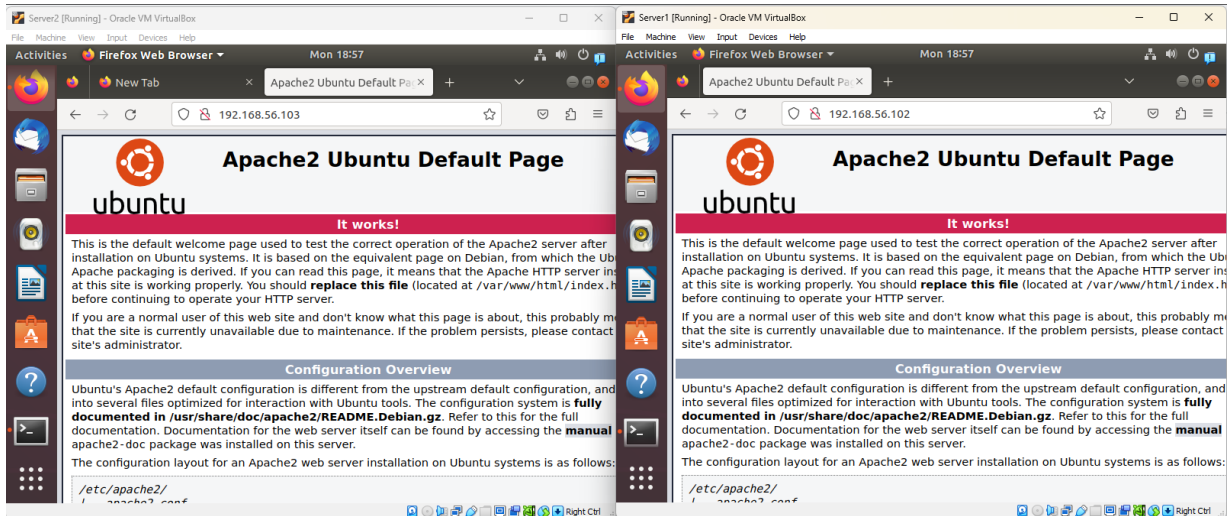 Server2 [Running] - Oracle VM VirtualBox
File Machine View Input Devices Help
Activities Firefox Web Browser Mon 18:57
New Tab
Apache2 Ubuntu Default Pa
192.168.56.103
Apache2 Ubuntu Default Page
ubuntu
It works!
This is the default welcome page used to test the correct operation of the Apache2 server after
installation on Ubuntu systems. It is based on the equivalent page on Debian, from which the Ub
Apache packaging is derived. If you can read this page, it means that the Apache HTTP server ins
at this site is working properly. You should replace this file (located at /var/www/html/index.h
before continuing to operate your HTTP server.
If you are a normal user of this web site and don't know what this page is about, this probably m
that the site is currently unavailable due to maintenance. If the problem persists, please contact
site's administrator.
Configuration Overview
Ubuntu's Apache2 default configuration is different from the upstream default configuration, and
into several files optimized for interaction with Ubuntu tools. The configuration system is fully
documented in /usr/share/doc/apache2/README.Debian.gz. Refer to this for the full
documentation. Documentation for the web server itself can be found by accessing the manual
apache2-doc package was installed on this server.
The configuration layout for an Apache2 web server installation on Ubuntu systems is as follows:
/etc/apache2/
|-- apache2.conf
Right Ctrl
Server1 [Running] - Oracle VM VirtualBox
File Machine View Input Devices Help
Activities Firefox Web Browser Mon 18:57
Apache2 Ubuntu Default Pa
192.168.56.102
Apache2 Ubuntu Default Page
ubuntu
It works!
This is the default welcome page used to test the correct operation of the Apache2 server after
installation on Ubuntu systems. It is based on the equivalent page on Debian, from which the Ub
Apache packaging is derived. If you can read this page, it means that the Apache HTTP server ins
at this site is working properly. You should replace this file (located at /var/www/html/index.h
before continuing to operate your HTTP server.
If you are a normal user of this web site and don't know what this page is about, this probably me
that the site is currently unavailable due to maintenance. If the problem persists, please contact
site's administrator.
Configuration Overview
Ubuntu's Apache2 default configuration is different from the upstream default configuration, and
into several files optimized for interaction with Ubuntu tools. The configuration system is fully
documented in /usr/share/doc/apache2/README.Debian.gz. Refer to this for the full
documentation. Documentation for the web server itself can be found by accessing the manual
apache2-doc package was installed on this server.
The configuration layout for an Apache2 web server installation on Ubuntu systems is as follows:
/etc/apache2/
|-- apache2.conf
Right Ctrl